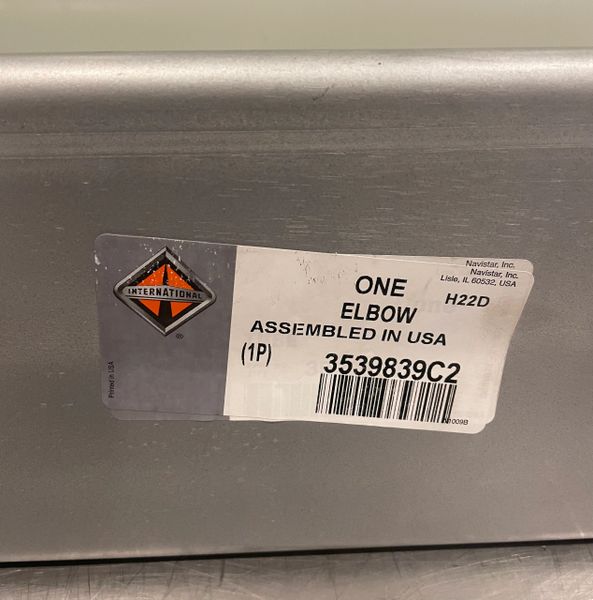 Navistar, Inc.
Navistar, Inc.
Lisle, IL 60532, USA
INTERNATIONAL
®
ONE
H22D
ELBOW
ASSEMBLED IN USA
(1P)
3539839C2
Printed in USA